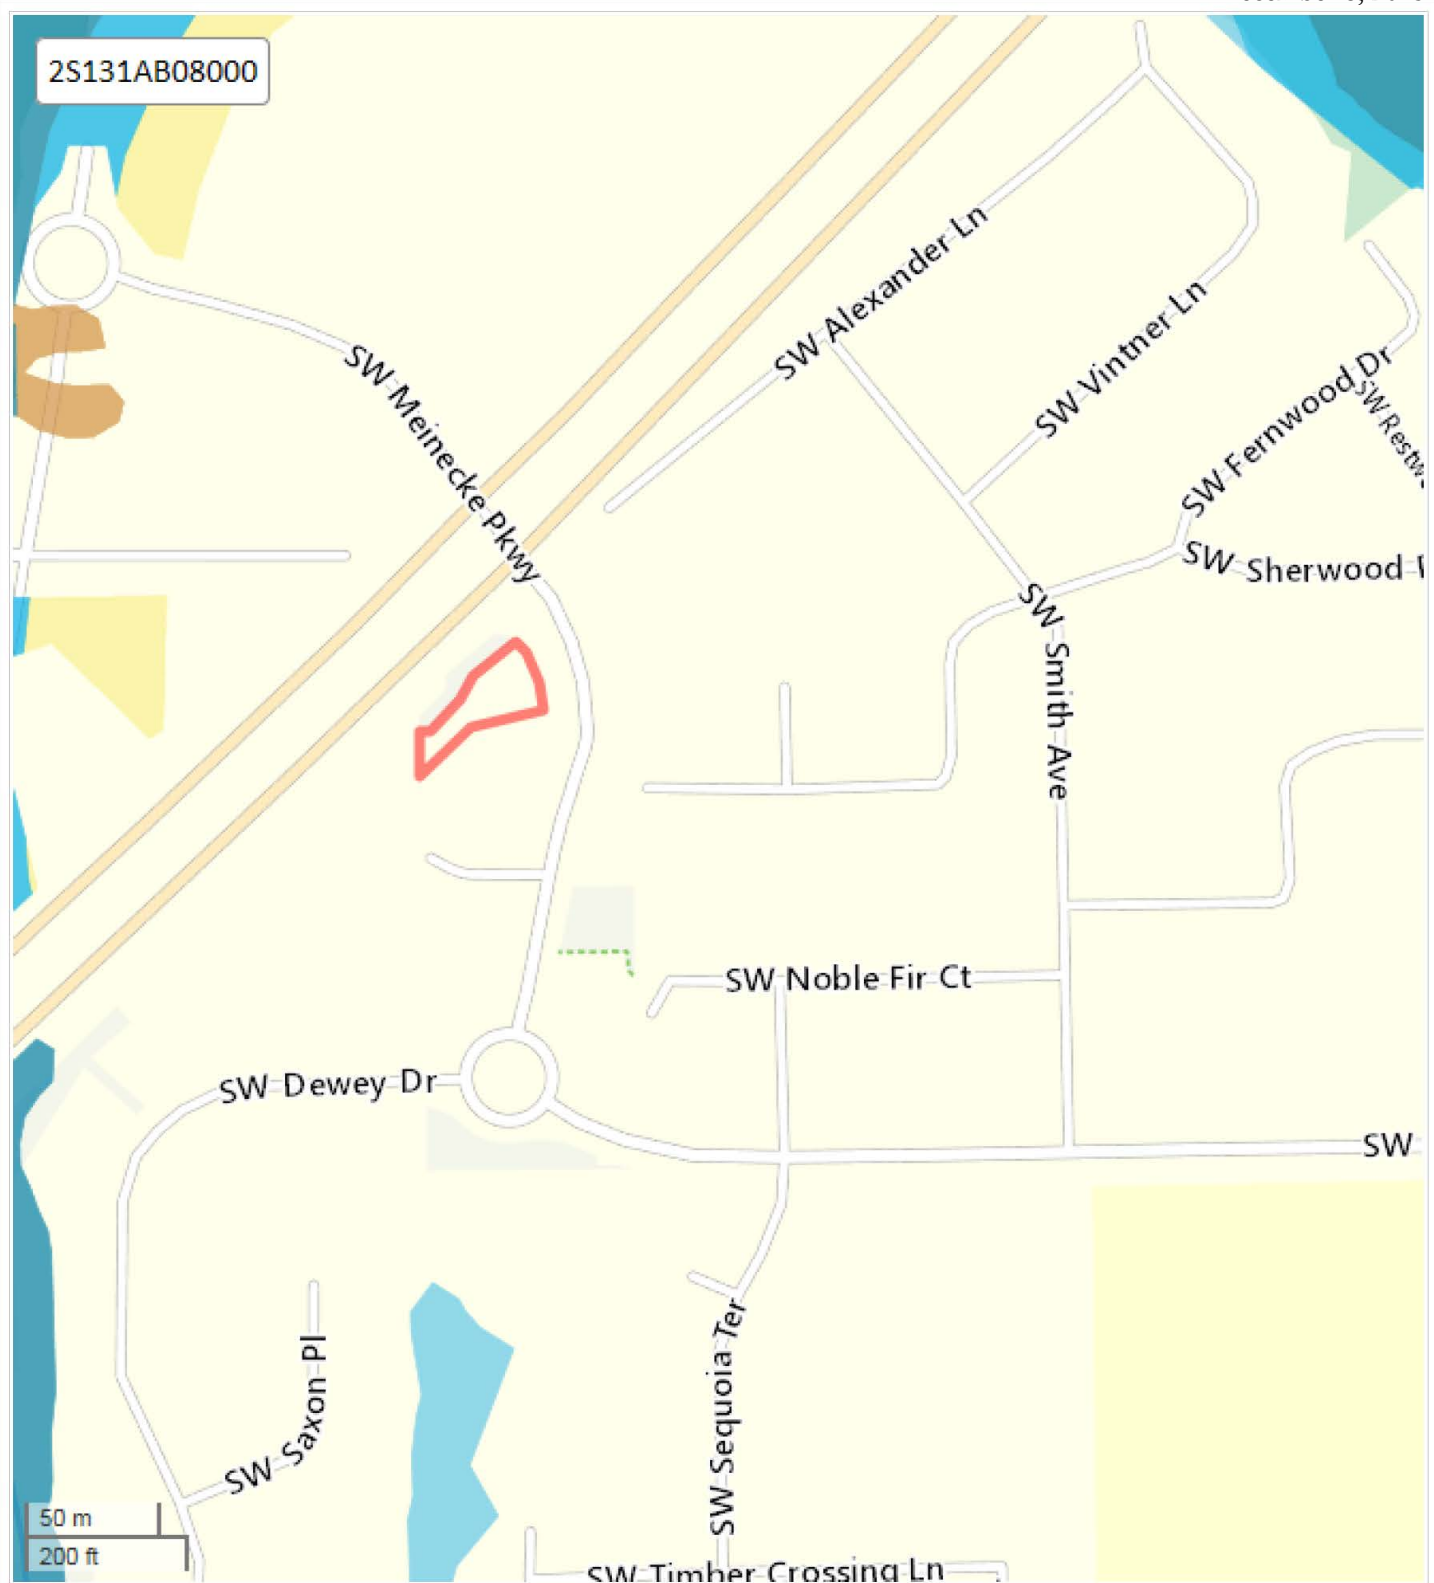 2S131AB08000
SW Alexander Ln
SW Vintner Ln
SW Meinecke Pkwy
SW Fernwood Dr
SW Sherwood
SW Smith Ave
SW Noble Fir Ct
SW Dewey Dr
SW
SW Sequoia Ter
SW Saxon Pl
50 m
200 ft
SW Timber Crossing Ln